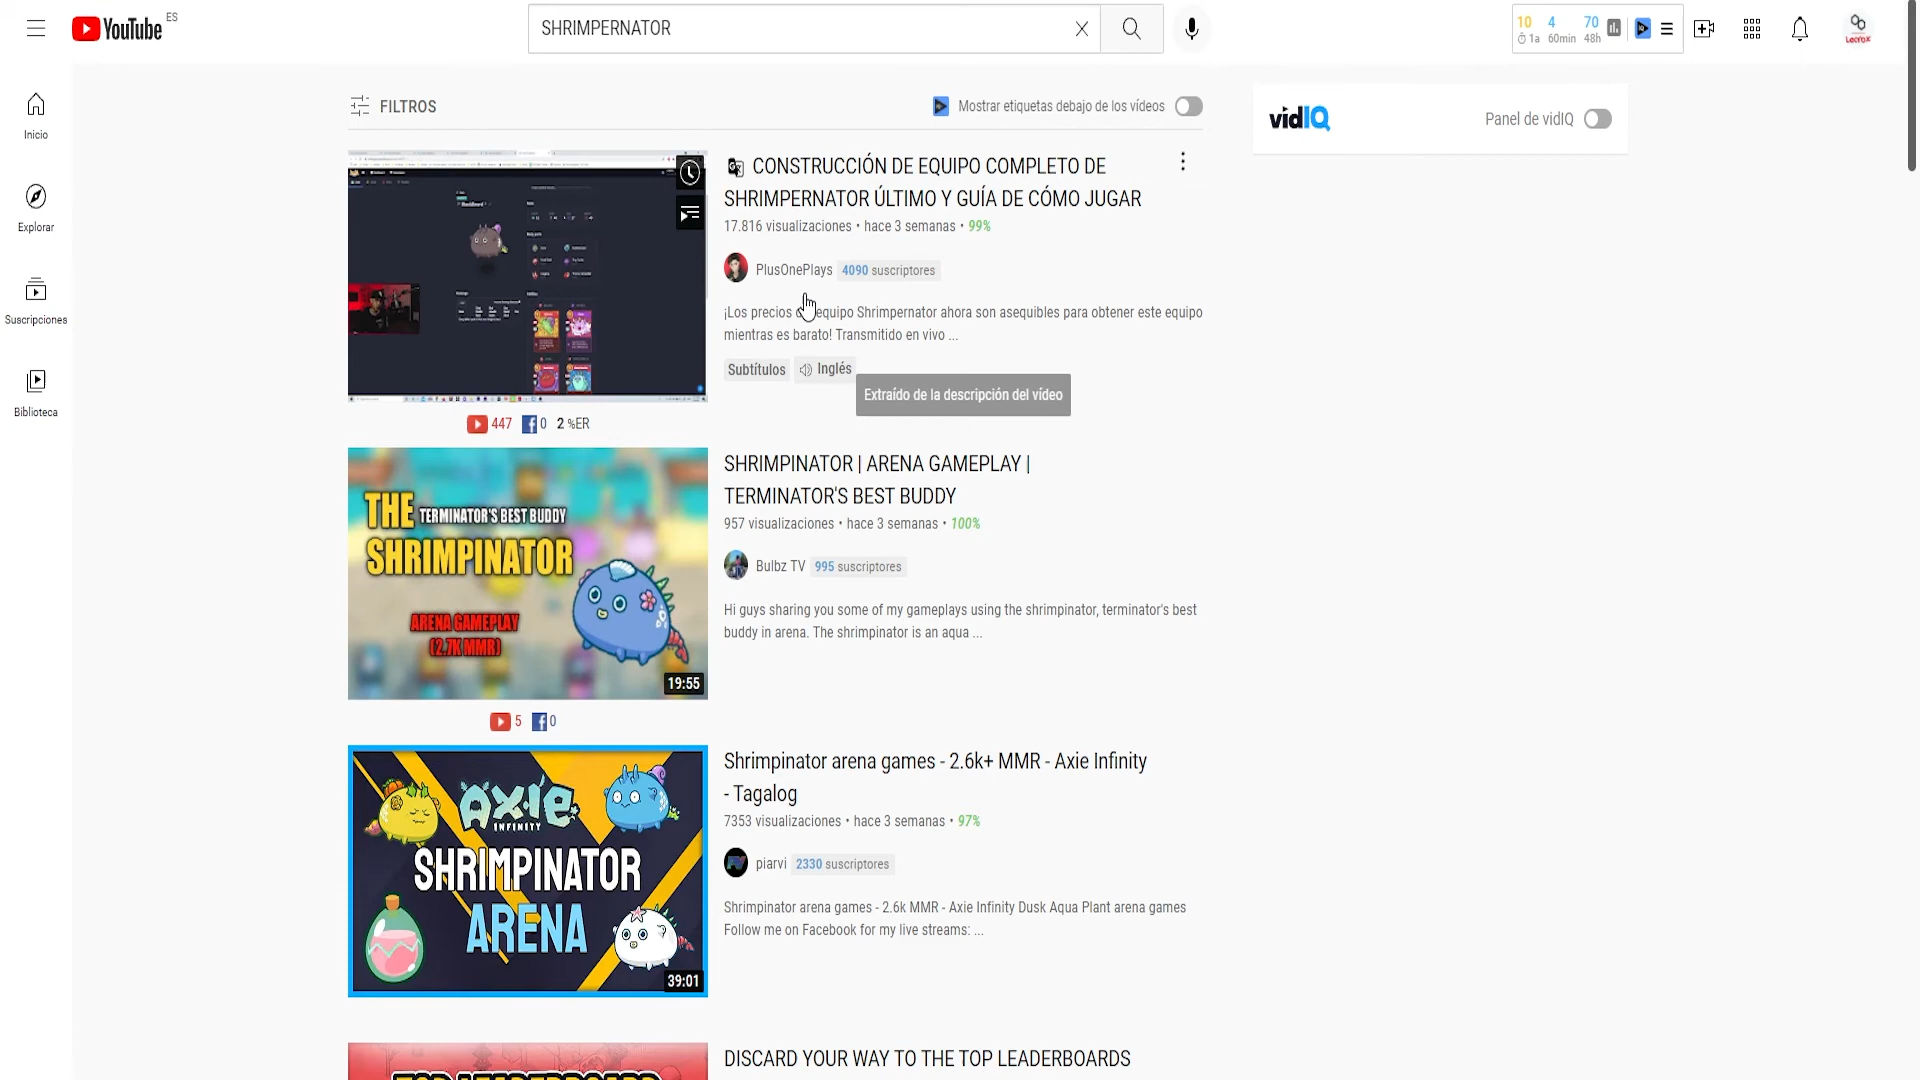 YouTube ES
SHRIMPERNATOR
10 4 70
1a 60min 48h
Lecrox
Inicio
Explorar
Suscripciones
Biblioteca
FILTROS
Mostrar etiquetas debajo de los vídeos
vidIQ
Panel de vidIQ
CONSTRUCCIÓN DE EQUIPO COMPLETO DE
SHRIMPERNATOR ÚLTIMO Y GUÍA DE CÓMO JUGAR
17.816 visualizaciones • hace 3 semanas • 99%
PlusOnePlays 4090 suscriptores
¡Los precios equipo Shrimpernator ahora son asequibles para obtener este equipo
mientras es barato! Transmitido en vivo ...
Subtítulos Inglés
Extraído de la descripción del vídeo
447 0 2 %ER
THE TERMINATOR'S BEST BUDDY
SHRIMPINATOR
ARENA GAMEPLAY
(2.7K MMR)
19:55
SHRIMPINATOR | ARENA GAMEPLAY |
TERMINATOR'S BEST BUDDY
957 visualizaciones • hace 3 semanas • 100%
Bulbz TV 995 suscriptores
Hi guys sharing you some of my gameplays using the shrimpinator, terminator's best
buddy in arena. The shrimpinator is an aqua ...
5 0
AXIE
INFINITY
SHRIMPINATOR
ARENA
39:01
Shrimpinator arena games - 2.6k+ MMR - Axie Infinity
- Tagalog
7353 visualizaciones • hace 3 semanas • 97%
piarvi 2330 suscriptores
Shrimpinator arena games - 2.6k MMR - Axie Infinity Dusk Aqua Plant arena games
Follow me on Facebook for my live streams: ...
DISCARD YOUR WAY TO THE TOP LEADERBOARDS